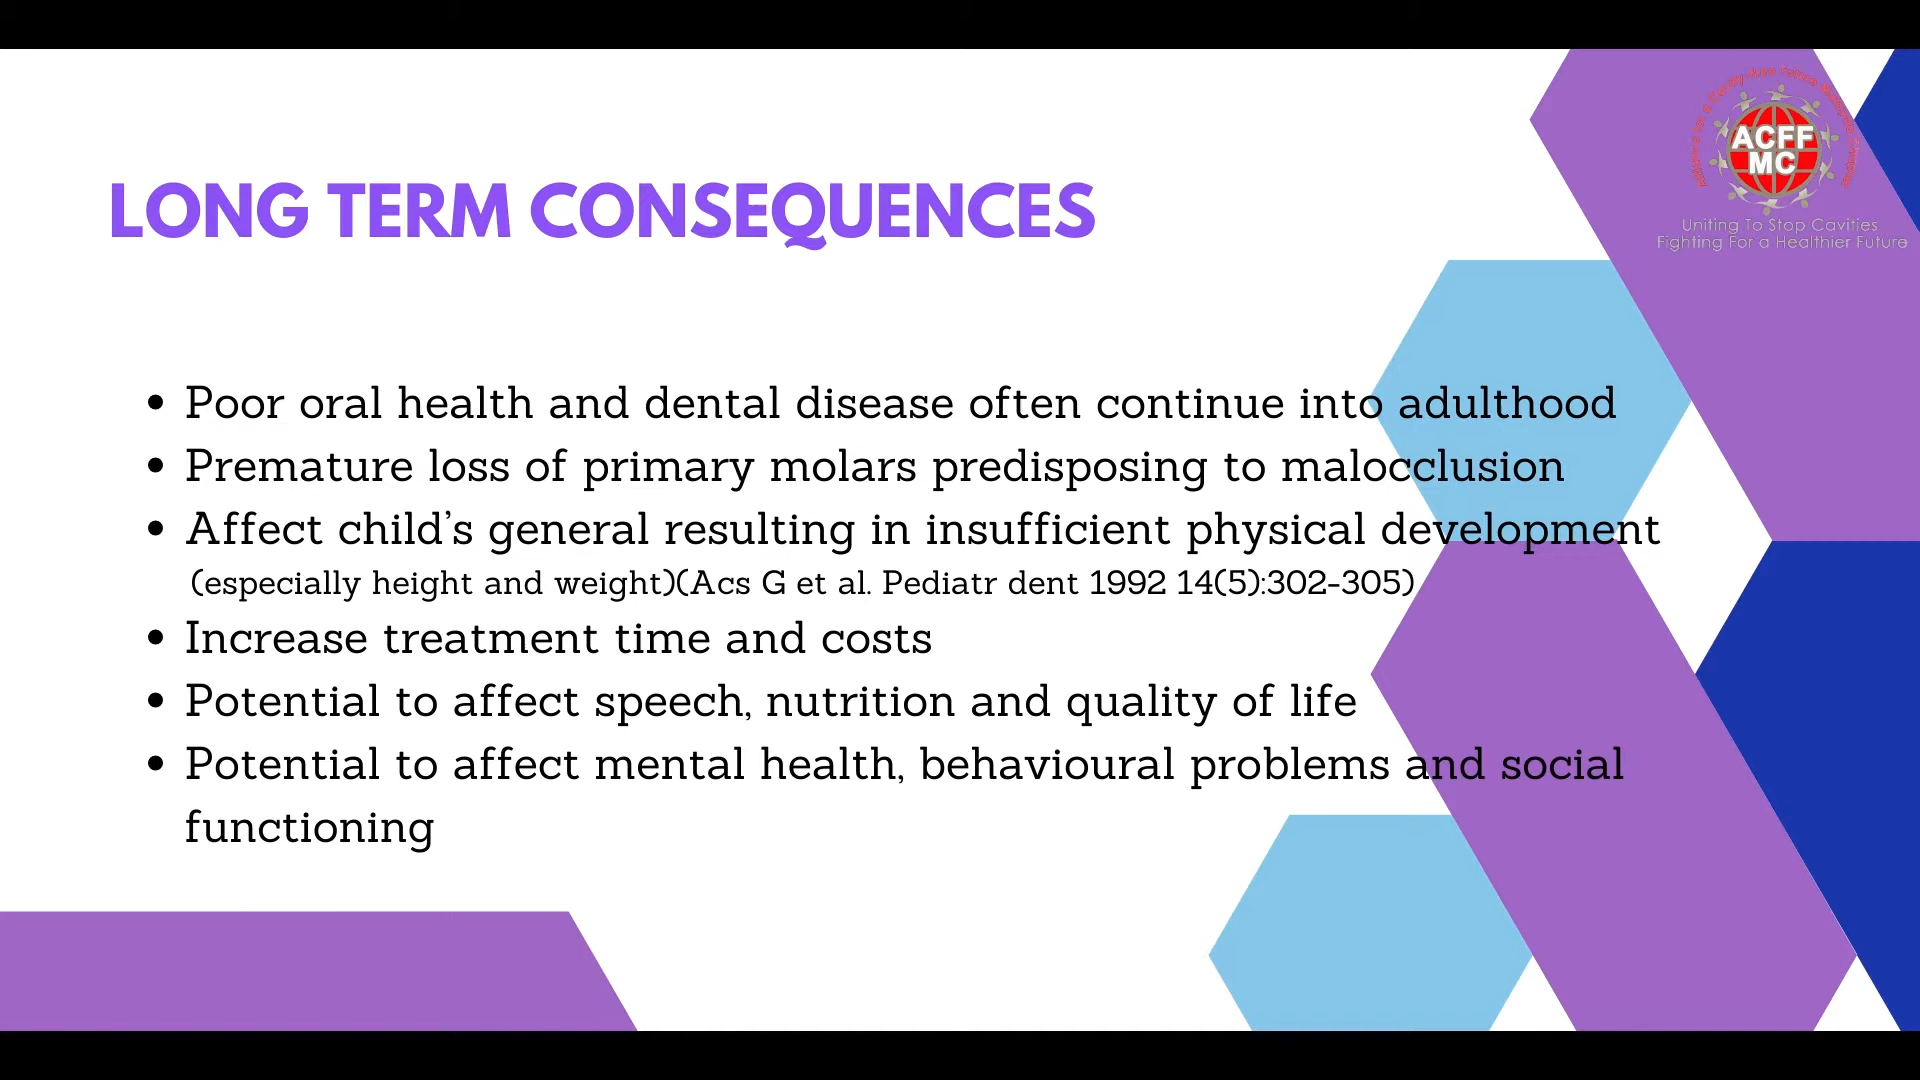 ACFF
MC
Uniting To Stop Cavities
Fighting For a Healthier Future
LONG TERM CONSEQUENCES
• Poor oral health and dental disease often continue into adulthood
• Premature loss of primary molars predisposing to malocclusion
• Affect child’s general resulting in insufficient physical development
(especially height and weight)(Acs G et al. Pediatr dent 1992 14(5):302-305)
• Increase treatment time and costs
• Potential to affect speech, nutrition and quality of life
• Potential to affect mental health, behavioural problems and social
functioning